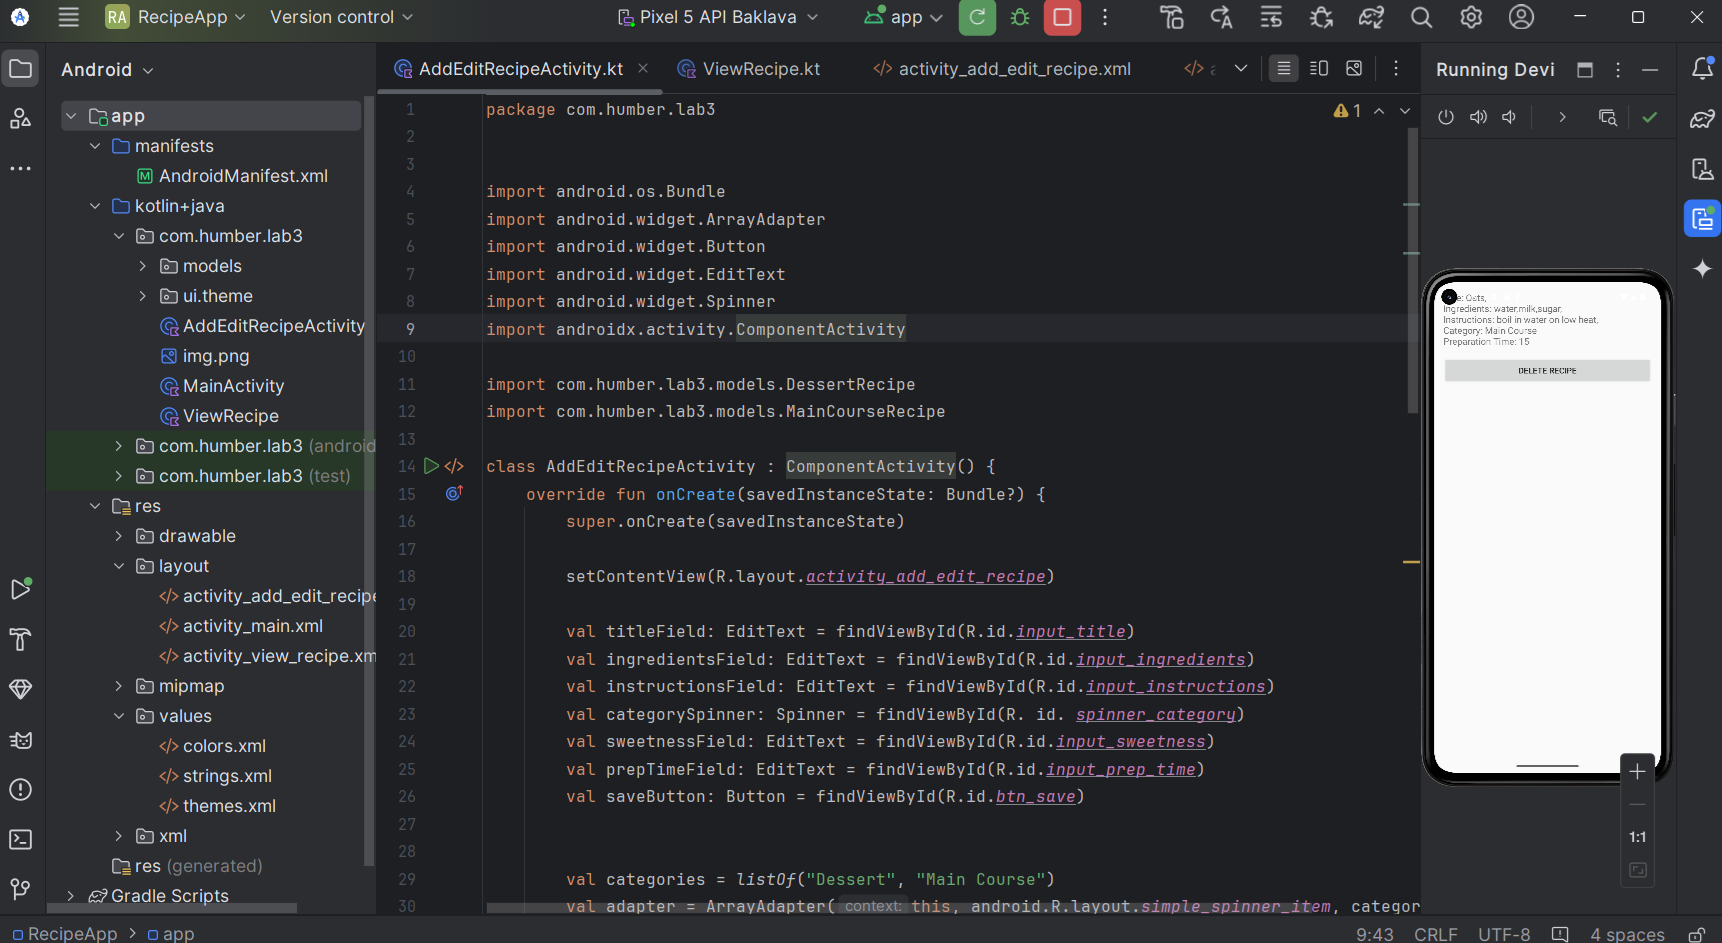 RA RecipeApp Version control Pixel 5 API Baklava app
Android
app
manifests
AndroidManifest.xml
kotlin+java
com.humber.lab3
models
ui.theme
AddEditRecipeActivity
img.png
MainActivity
ViewRecipe
com.humber.lab3 (android
com.humber.lab3 (test)
res
drawable
layout
activity_add_edit_recipe
activity_main.xml
activity_view_recipe.xm
mipmap
values
colors.xml
strings.xml
themes.xml
xml
res (generated)
Gradle Scripts
AddEditRecipeActivity.kt ViewRecipe.kt activity_add_edit_recipe.xml
1 package com.humber.lab3
1
2
3
4 import android.os.Bundle
5 import android.widget.ArrayAdapter
6 import android.widget.Button
7 import android.widget.EditText
8 import android.widget.Spinner
9 import androidx.activity.ComponentActivity
10
11 import com.humber.lab3.models.DessertRecipe
12 import com.humber.lab3.models.MainCourseRecipe
13
14 class AddEditRecipeActivity : ComponentActivity() {
15 override fun onCreate(savedInstanceState: Bundle?) {
16 super.onCreate(savedInstanceState)
17
18 setContentView(R.layout.activity_add_edit_recipe)
19
20 val titleField: EditText = findViewById(R.id.input_title)
21 val ingredientsField: EditText = findViewById(R.id.input_ingredients)
22 val instructionsField: EditText = findViewById(R.id.input_instructions)
23 val categorySpinner: Spinner = findViewById(R. id. spinner_category)
24 val sweetnessField: EditText = findViewById(R.id.input_sweetness)
25 val prepTimeField: EditText = findViewById(R.id.input_prep_time)
26 val saveButton: Button = findViewById(R.id.btn_save)
27
28
29 val categories = listOf("Dessert", "Main Course")
30 val adapter = ArrayAdapter( context: this, android.R.layout.simple_spinner_item, categor
Running Devi
e: Oats,
Ingredients: water,milk,sugar,
Instructions: boil in water on low heat,
Category: Main Course
Preparation Time: 15
DELETE RECIPE
1:1
RecipeApp > app
9:43 CRLF UTF-8 4 spaces